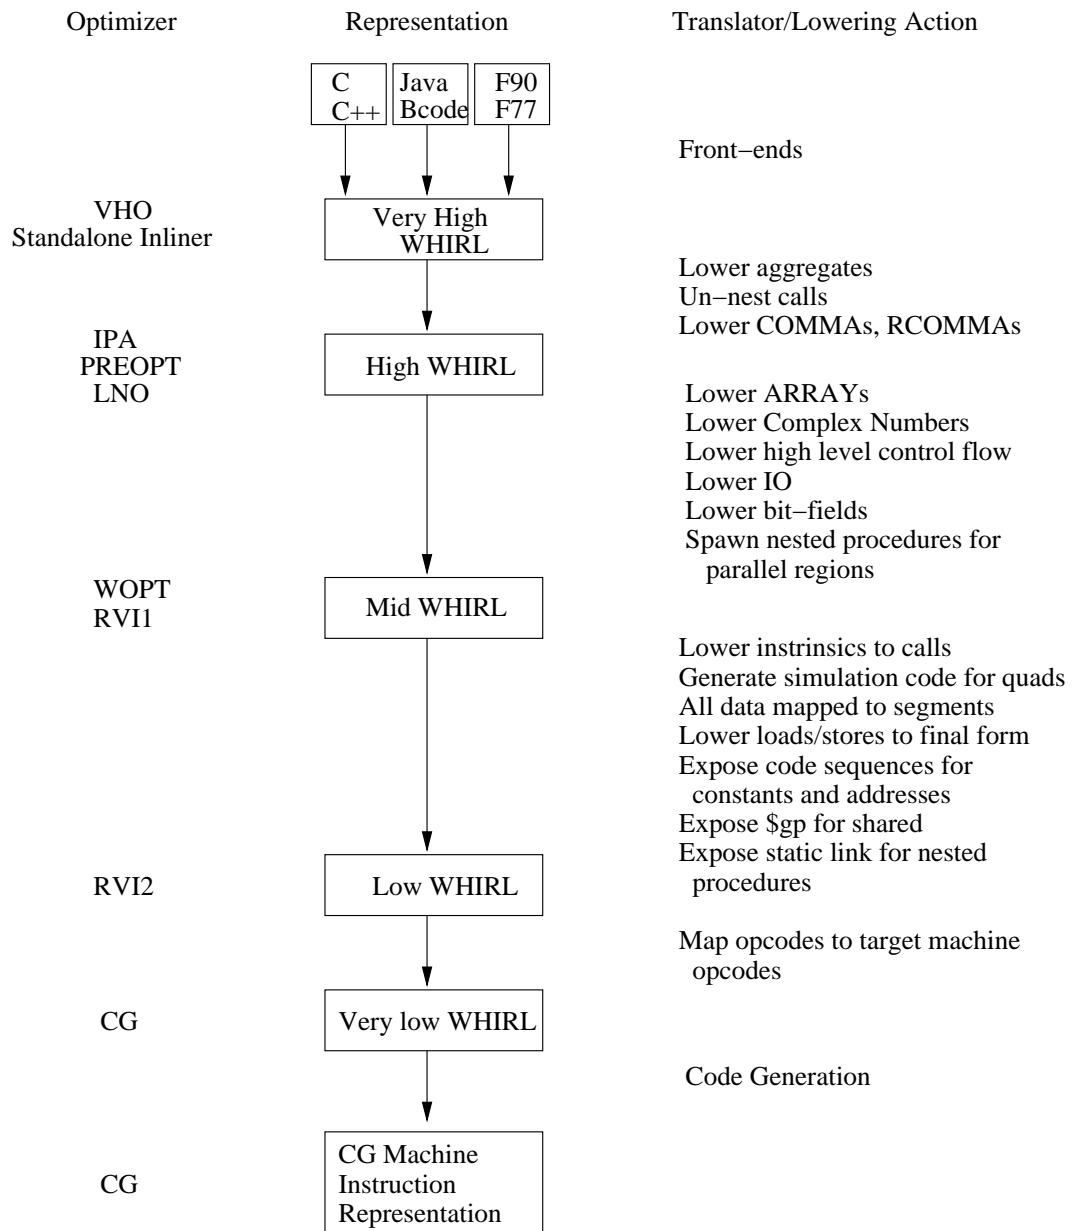 Optimizer
Representation
Translator/Lowering Action
C
C++
Java
Bcode
F90
F77
Front−ends
VHO
Standalone Inliner
Very High
WHIRL
Lower aggregates
Un−nest calls
Lower COMMAs, RCOMMAs
IPA
PREOPT
LNO
High WHIRL
Lower ARRAYs
Lower Complex Numbers
Lower high level control flow
Lower IO
Lower bit−fields
Spawn nested procedures for
parallel regions
WOPT
RVI1
Mid WHIRL
Lower instrinsics to calls
Generate simulation code for quads
All data mapped to segments
Lower loads/stores to final form
Expose code sequences for
constants and addresses
Expose $gp for shared
Expose static link for nested
procedures
RVI2
Low WHIRL
Map opcodes to target machine
opcodes
CG
Very low WHIRL
Code Generation
CG
CG Machine
Instruction
Representation